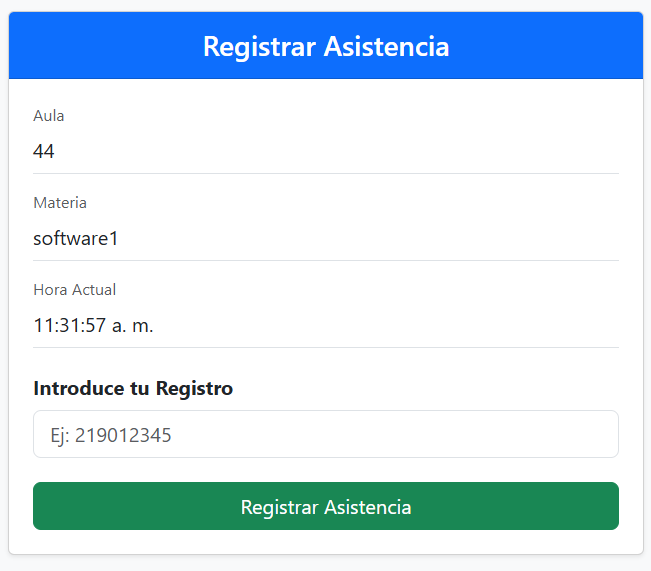 Registrar Asistencia
Aula
44
Materia
software1
Hora Actual
11:31:57 a. m.
Introduce tu Registro
Ej: 219012345
Registrar Asistencia